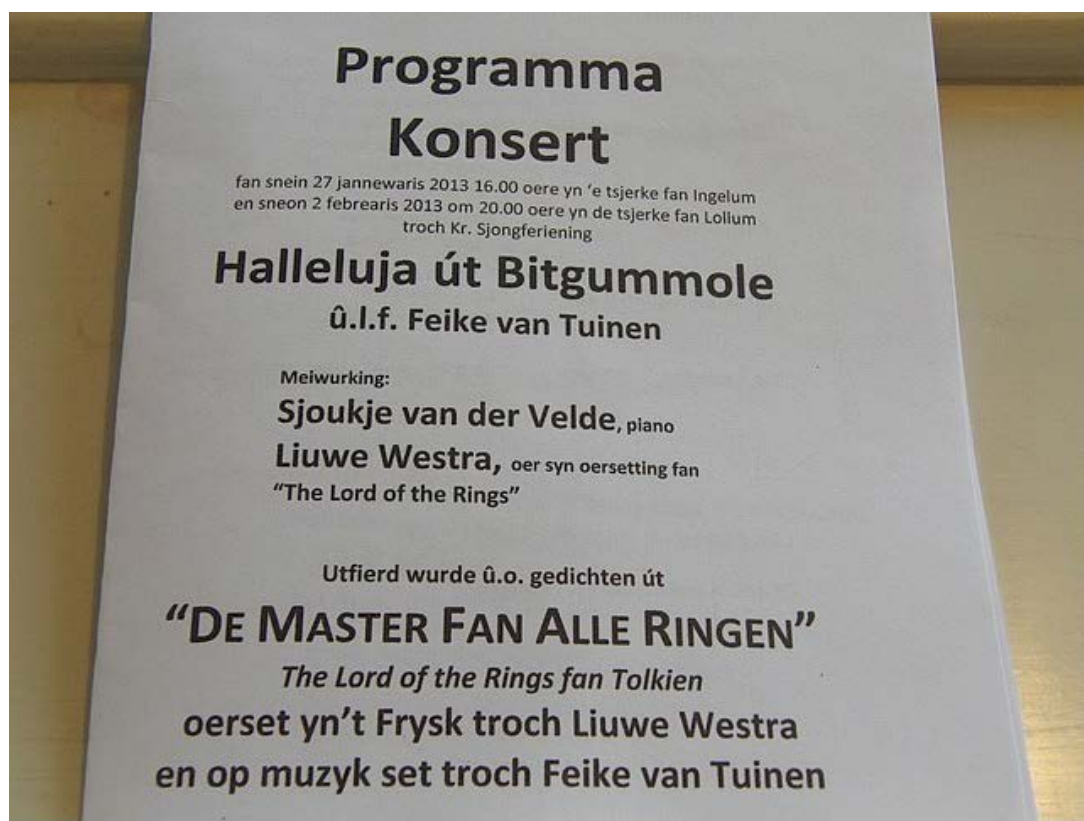 Programma
Konsert
fan snein 27 jannewaris 2013 16.00 oere yn ‘e tsjerke fan Ingelum
en sneon 2 febrearis 2013 om 20.00 oere yn de tsjerke fan Lollum
troch Kr. Sjongferiening
Halleluja út Bitgummole
û.l.f. Feike van Tuinen
Meiwurking:
Sjoukje van der Velde, piano
Liuwe Westra, oer syn oersetting fan
“The Lord of the Rings”
Utfierd wurde û.o. gedichten út
“DE MASTER FAN ALLE RINGEN”
The Lord of the Rings fan Tolkien
oerset yn’t Frysk troch Liuwe Westra
en op muzyk set troch Feike van Tuinen